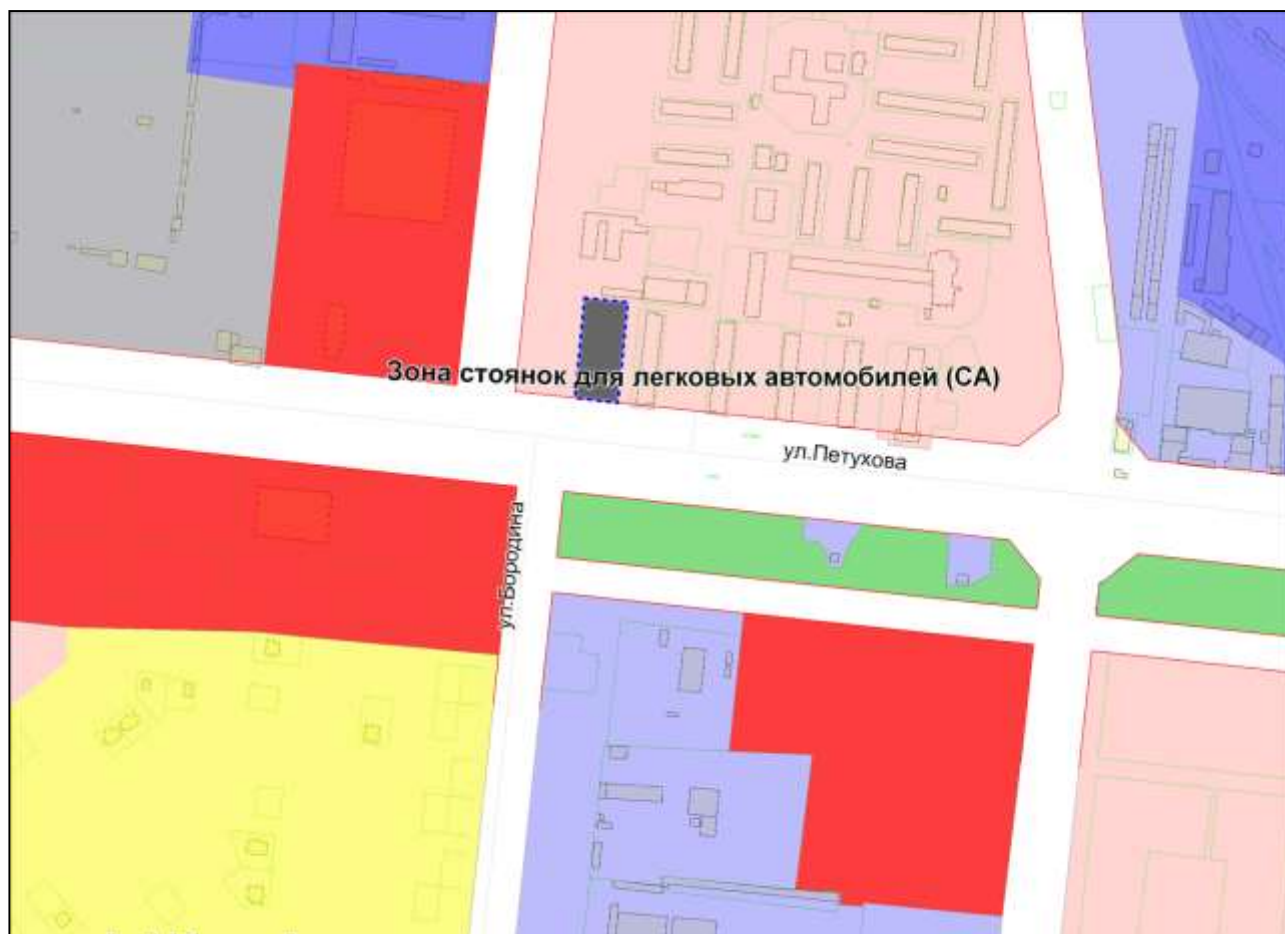 Зона стоянок для легковых автомобилей (СА)
ул.Петухова
ул.Бородина